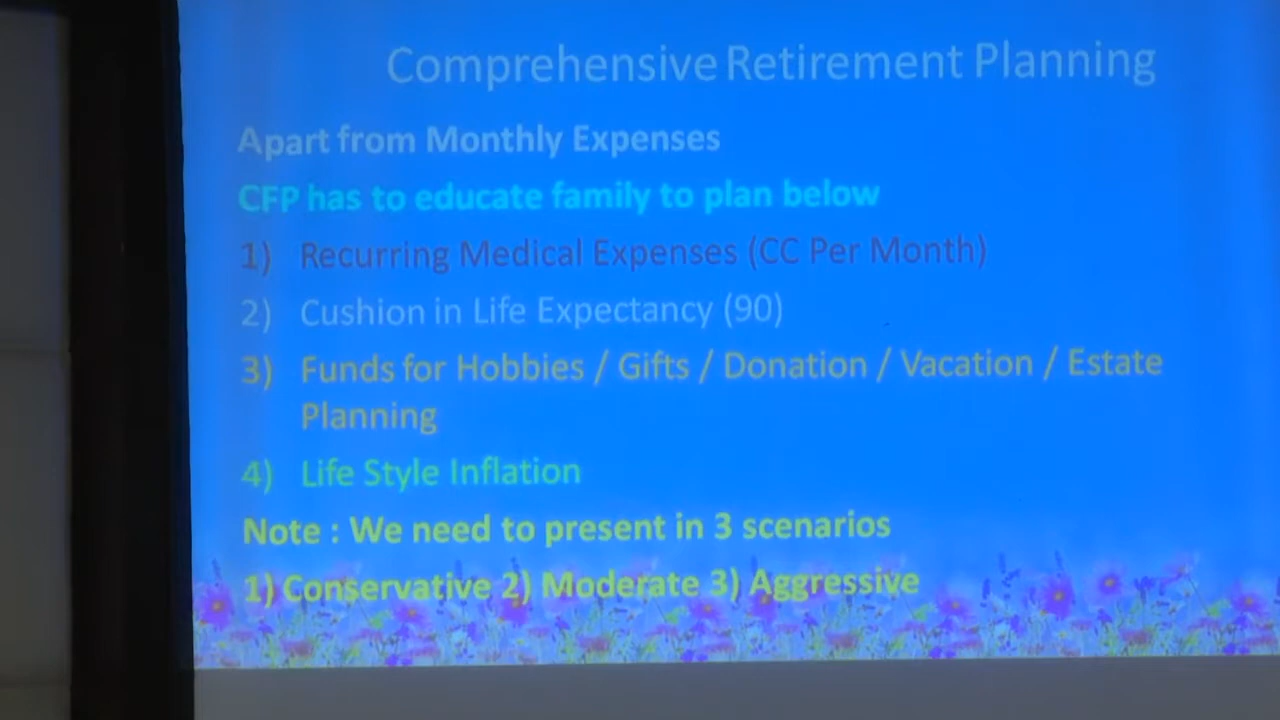 Comprehensive Retirement Planning
Apart from Monthly Expenses
CFP has to educate family to plan below
1) Recurring Medical Expenses (CC Per Month)
2) Cushion in Life Expectancy (90)
3) Funds for Hobbies / Gifts / Donation / Vacation / Estate
Planning
4) Life Style Inflation
Note : We need to present in 3 scenarios
1) Conservative 2) Moderate 3) Aggressive